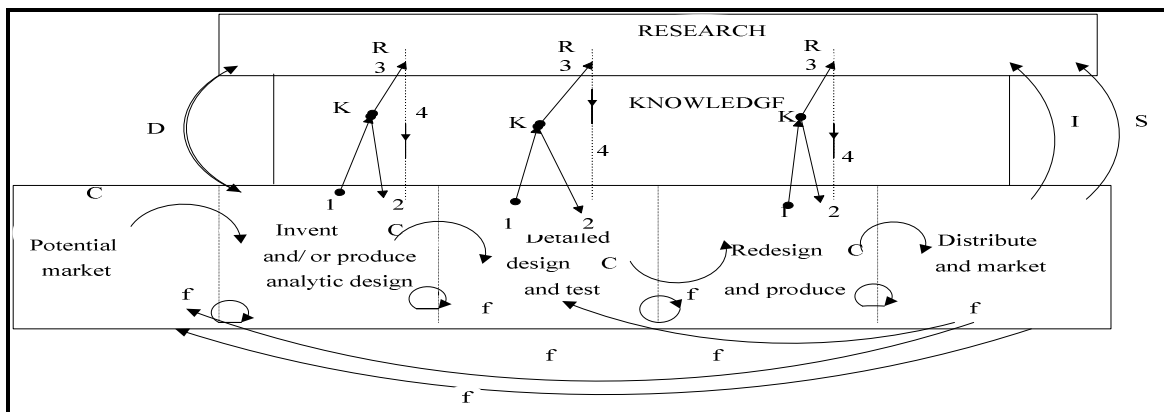 RESEARCH
R R R
3 3 3
KNOWLEDGF
K K K
D 4 4 4 I S
C
1 2 1 2 1 2
Potential
market
Invent
and/ or produce
analytic design
C
Detailed
design
and test
C
Redesign
and produce
C
Distribute
and market
f f f f
f f
f